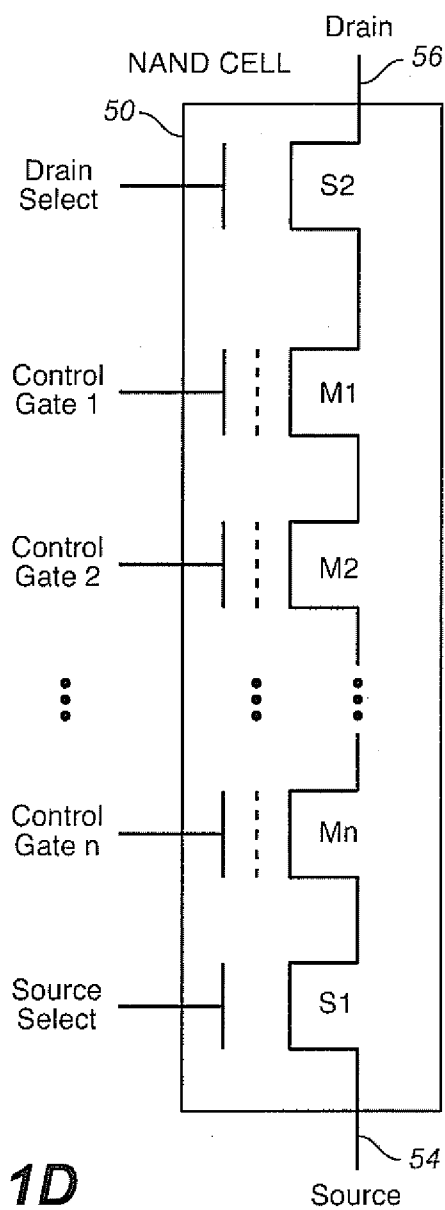 Drain
56
NAND CELL
50
Drain
Select
S2
Control
Gate 1
M1
Control
Gate 2
M2
Control
Gate n
Mn
Source
Select
S1
54
Source
1D